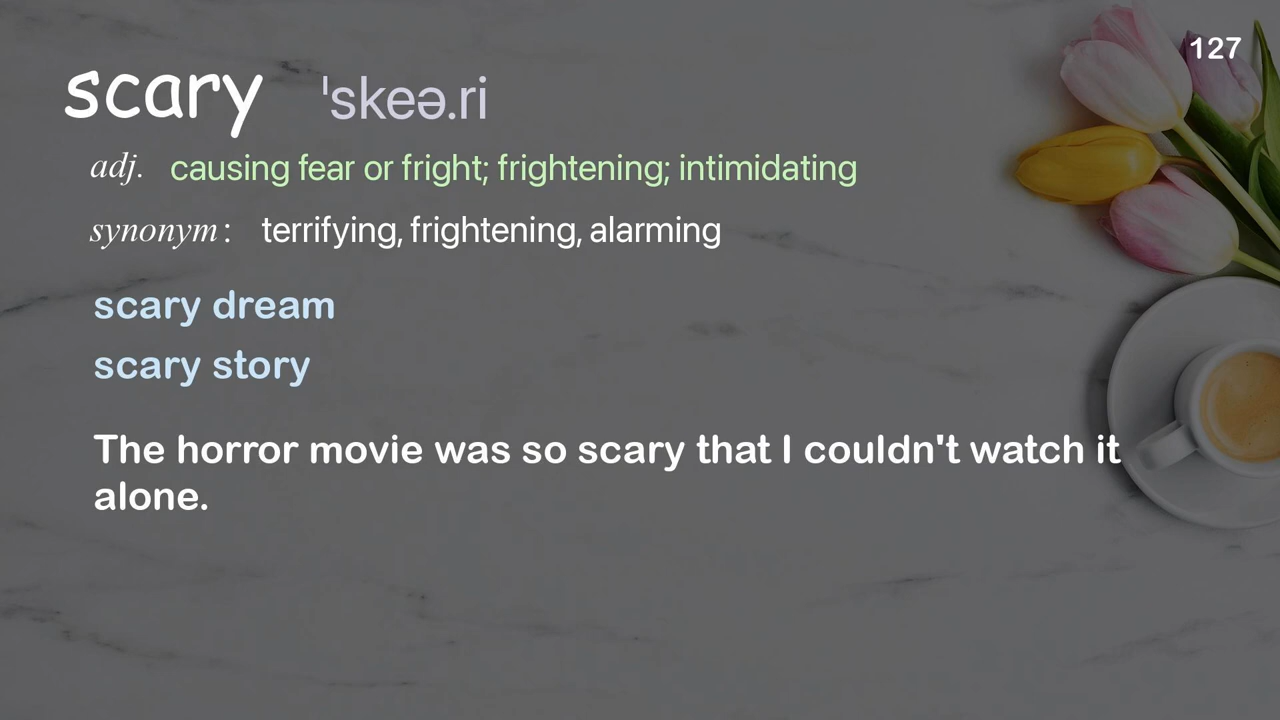 127
scary ˈskeə.ri
adj. causing fear or fright; frightening; intimidating
synonym: terrifying, frightening, alarming
scary dream
scary story
The horror movie was so scary that I couldn't watch it
alone.